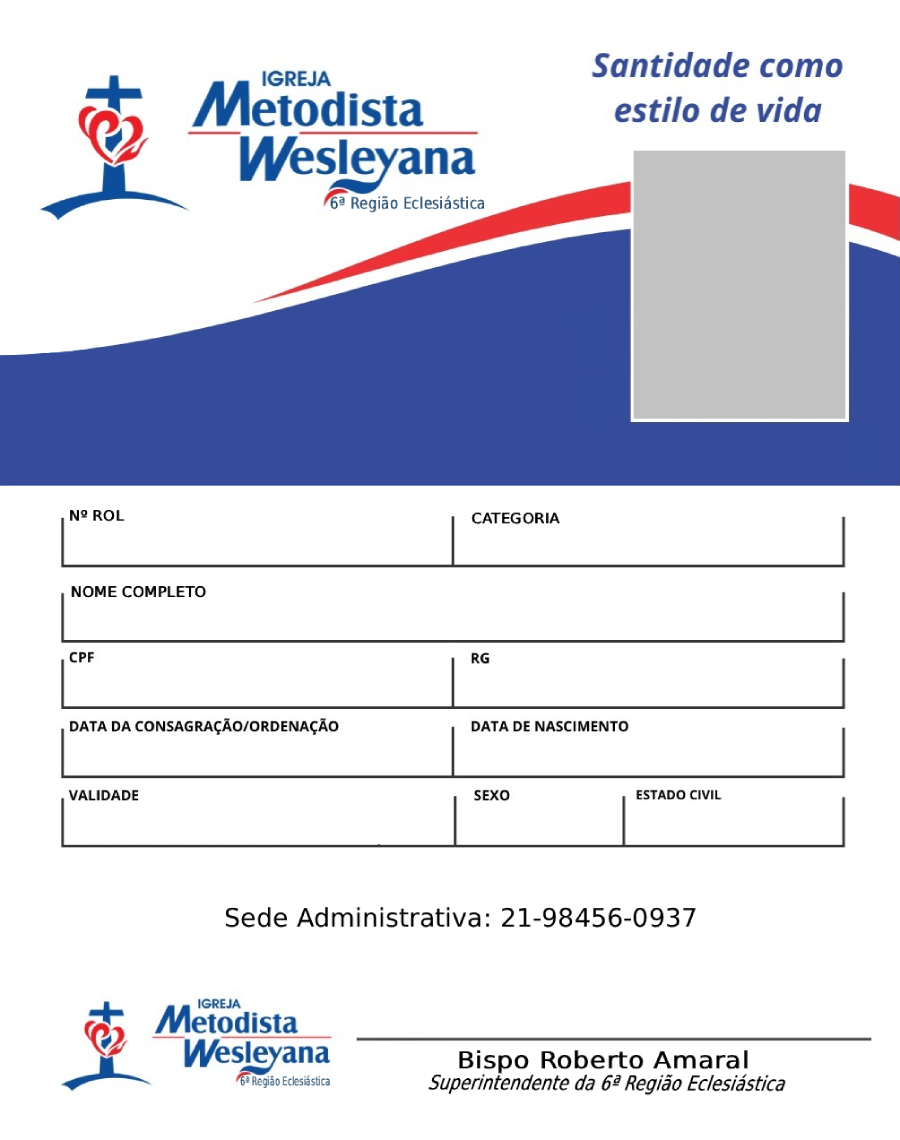 IGREJA
Metodista
Wesleyana
6ª Região Eclesiástica
Santidade como
estilo de vida
Nº ROL
CATEGORIA
NOME COMPLETO
CPF
RG
DATA DA CONSAGRAÇÃO/ORDENAÇÃO
DATA DE NASCIMENTO
VALIDADE
SEXO
ESTADO CIVIL
Sede Administrativa: 21-98456-0937
IGREJA
Metodista
Wesleyana
6ª Região Eclesiástica
Bispo Roberto Amaral
Superintendente da 6ª Região Eclesiástica